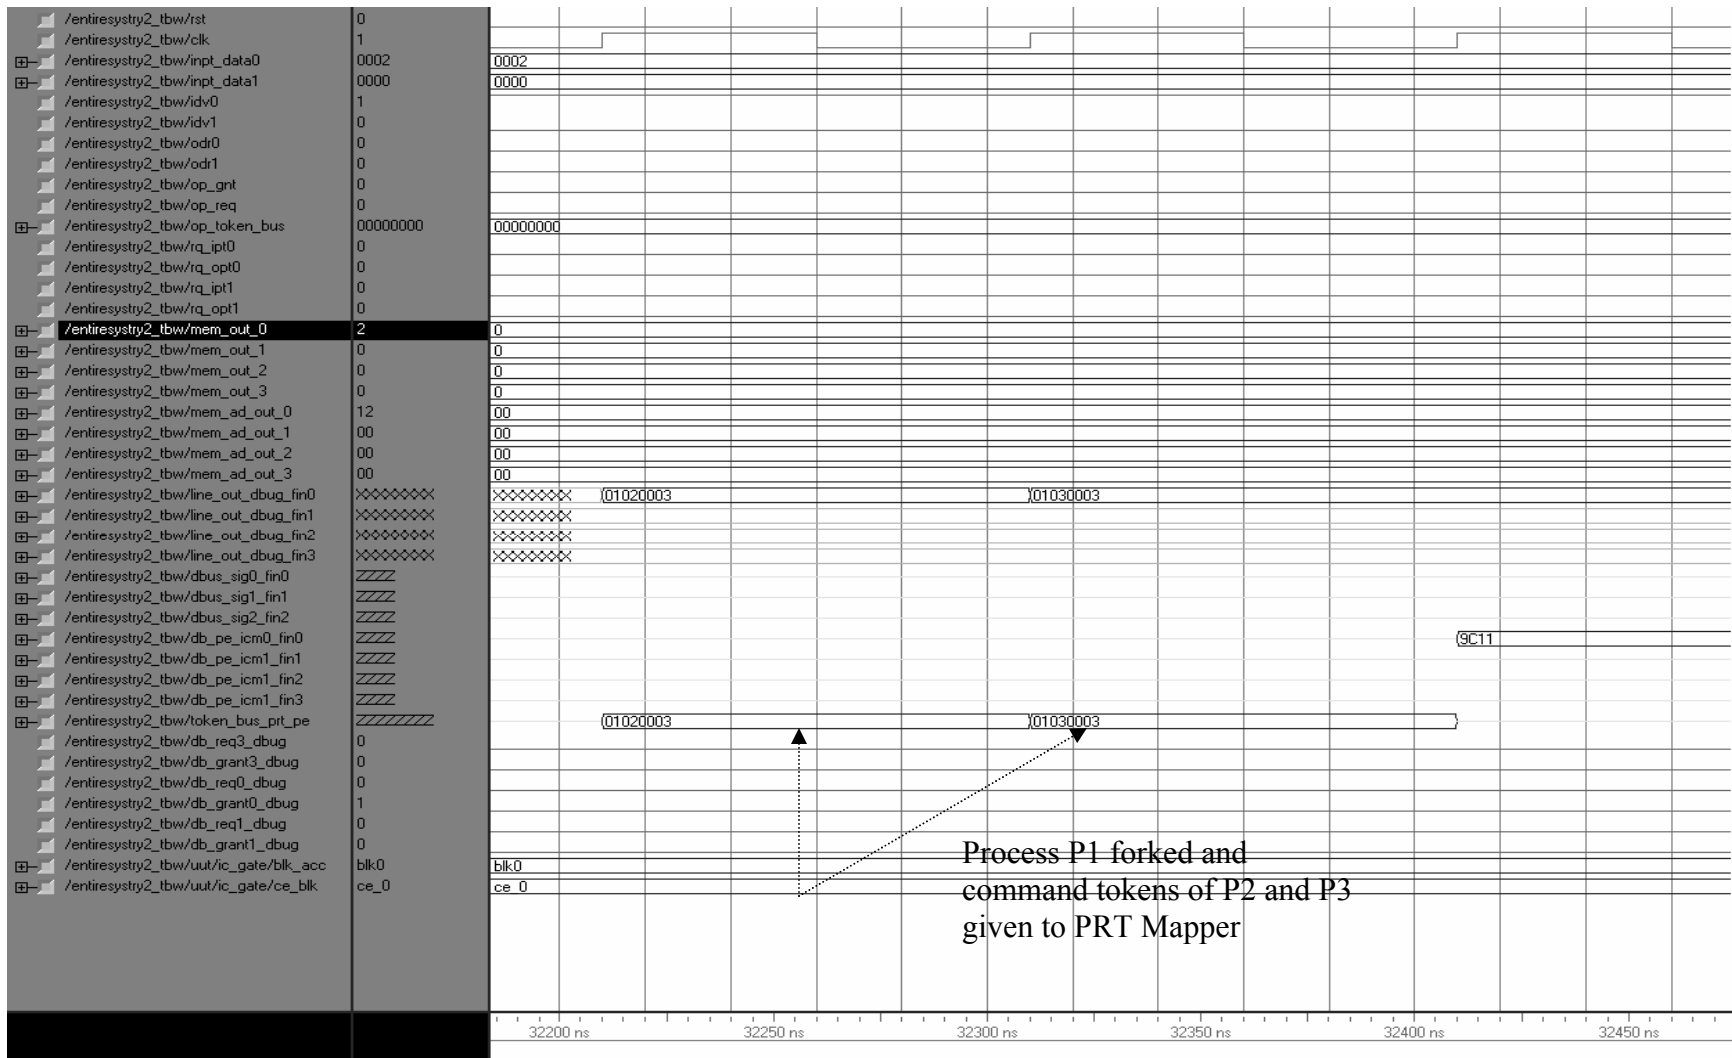 /entiresystry2_tbw/rst 0
/entiresystry2_tbw/clk 1
/entiresystry2_tbw/inpt_data0 0002 0002
/entiresystry2_tbw/inpt_data1 0000 0000
/entiresystry2_tbw/idv0 1
/entiresystry2_tbw/idv1 0
/entiresystry2_tbw/odr0 0
/entiresystry2_tbw/odr1 0
/entiresystry2_tbw/op_gnt 0
/entiresystry2_tbw/op_req 0
/entiresystry2_tbw/op_token_bus 00000000 00000000
/entiresystry2_tbw/rq_ipt0 0
/entiresystry2_tbw/rq_opt0 0
/entiresystry2_tbw/rq_ipt1 0
/entiresystry2_tbw/rq_opt1 0
/entiresystry2_tbw/mem_out_0 2 0
/entiresystry2_tbw/mem_out_1 0 0
/entiresystry2_tbw/mem_out_2 0 0
/entiresystry2_tbw/mem_out_3 0 0
/entiresystry2_tbw/mem_ad_out_0 12 00
/entiresystry2_tbw/mem_ad_out_1 00 00
/entiresystry2_tbw/mem_ad_out_2 00 00
/entiresystry2_tbw/mem_ad_out_3 00 00
/entiresystry2_tbw/line_out_dbug_fin0 XXXXXXXX XXXXXXXX 01020003 01030003
/entiresystry2_tbw/line_out_dbug_fin1 XXXXXXXX XXXXXXXX
/entiresystry2_tbw/line_out_dbug_fin2 XXXXXXXX XXXXXXXX
/entiresystry2_tbw/line_out_dbug_fin3 XXXXXXXX XXXXXXXX
/entiresystry2_tbw/dbus_sig0_fin0 ZZZZ
/entiresystry2_tbw/dbus_sig1_fin1 ZZZZ
/entiresystry2_tbw/dbus_sig2_fin2 ZZZZ
/entiresystry2_tbw/db_pe_icm0_fin0 ZZZZ 9C11
/entiresystry2_tbw/db_pe_icm1_fin1 ZZZZ
/entiresystry2_tbw/db_pe_icm1_fin2 ZZZZ
/entiresystry2_tbw/db_pe_icm1_fin3 ZZZZ
/entiresystry2_tbw/token_bus_prt_pe ZZZZZZZZ 01020003 01030003
/entiresystry2_tbw/db_req3_dbug 0
/entiresystry2_tbw/db_grant3_dbug 0
/entiresystry2_tbw/db_req0_dbug 0
/entiresystry2_tbw/db_grant0_dbug 1
/entiresystry2_tbw/db_req1_dbug 0
/entiresystry2_tbw/db_grant1_dbug 0
/entiresystry2_tbw/uut/ic_gate/blk_acc blk0 blk0
/entiresystry2_tbw/uut/ic_gate/ce_blk ce_0 ce_0
Process P1 forked and
command tokens of P2 and P3
given to PRT Mapper
32200 ns 32250 ns 32300 ns 32350 ns 32400 ns 32450 ns